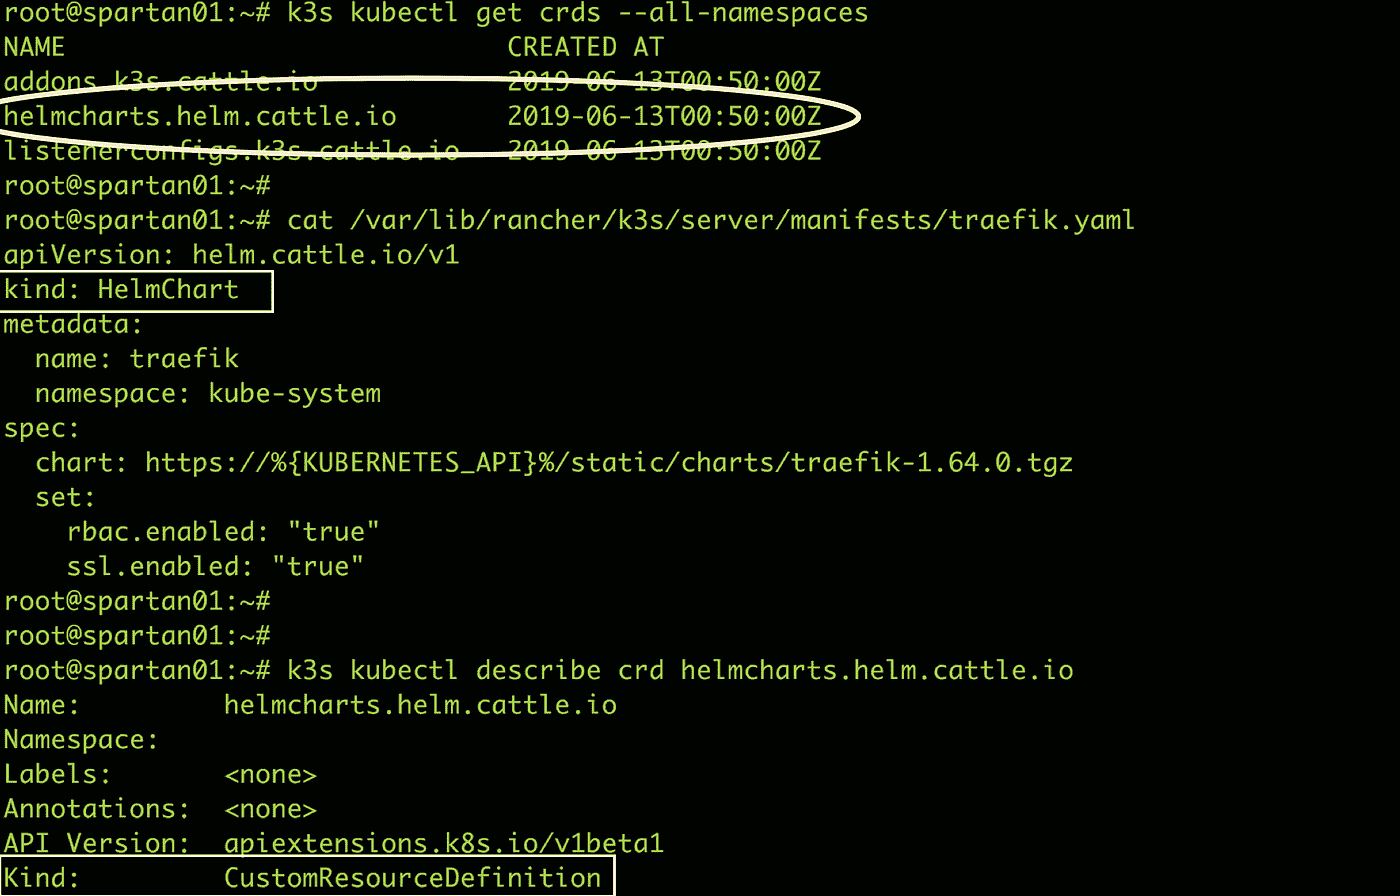 root@spartan01:~# k3s kubectl get crds --all-namespaces
NAME                            CREATED AT
addons.k3s.cattle.io            2019-06-13T00:50:00Z
helmcharts.helm.cattle.io       2019-06-13T00:50:00Z
listenerconfigs.k3s.cattle.io   2019-06-13T00:50:00Z
root@spartan01:~#
root@spartan01:~# cat /var/lib/rancher/k3s/server/manifests/traefik.yaml
apiVersion: helm.cattle.io/v1
kind: HelmChart
metadata:
  name: traefik
  namespace: kube-system
spec:
  chart: https://%{KUBERNETES_API}%/static/charts/traefik-1.64.0.tgz
  set:
    rbac.enabled: "true"
    ssl.enabled: "true"
root@spartan01:~#
root@spartan01:~#
root@spartan01:~# k3s kubectl describe crd helmcharts.helm.cattle.io
Name:         helmcharts.helm.cattle.io
Namespace:
Labels:       <none>
Annotations:  <none>
API Version:  apiextensions.k8s.io/v1beta1
Kind:         CustomResourceDefinition